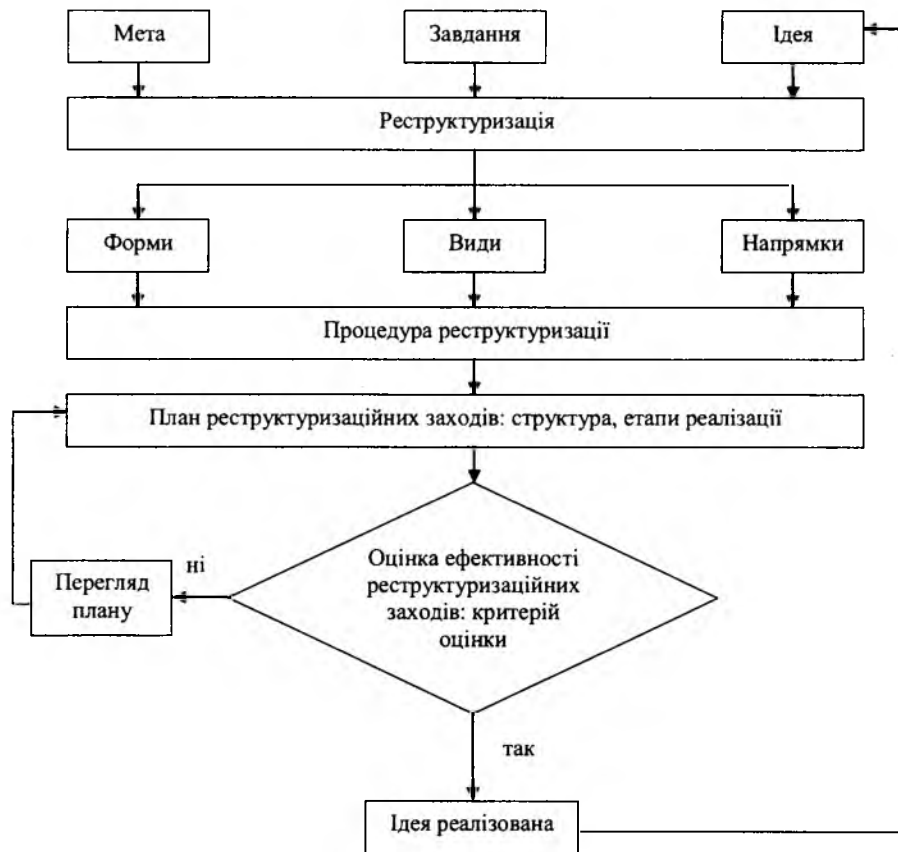 Мета
Завдання
Ідея
Реструктуризація
Форми
Види
Напрямки
Процедура реструктуризації
План реструктуризаційних заходів: структура, етапи реалізації
Оцінка ефективності
реструктуризаційних
заходів: критерій
оцінки
ні
Перегляд
плану
так
Ідея реалізована